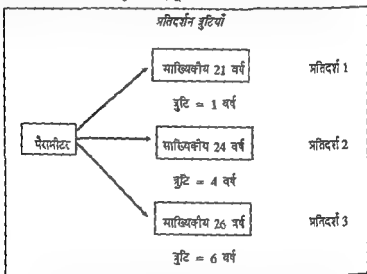 प्रतिदर्शन त्रुटियाँ
साख्यिकीय 21 वर्ष प्रतिदर्श 1
त्रुटि = 1 वर्ष
पैरामीटर
साख्यिकीय 24 वर्ष प्रतिदर्श 2
त्रुटि = 4 वर्ष
साख्यिकीय 26 वर्ष प्रतिदर्श 3
त्रुटि = 6 वर्ष